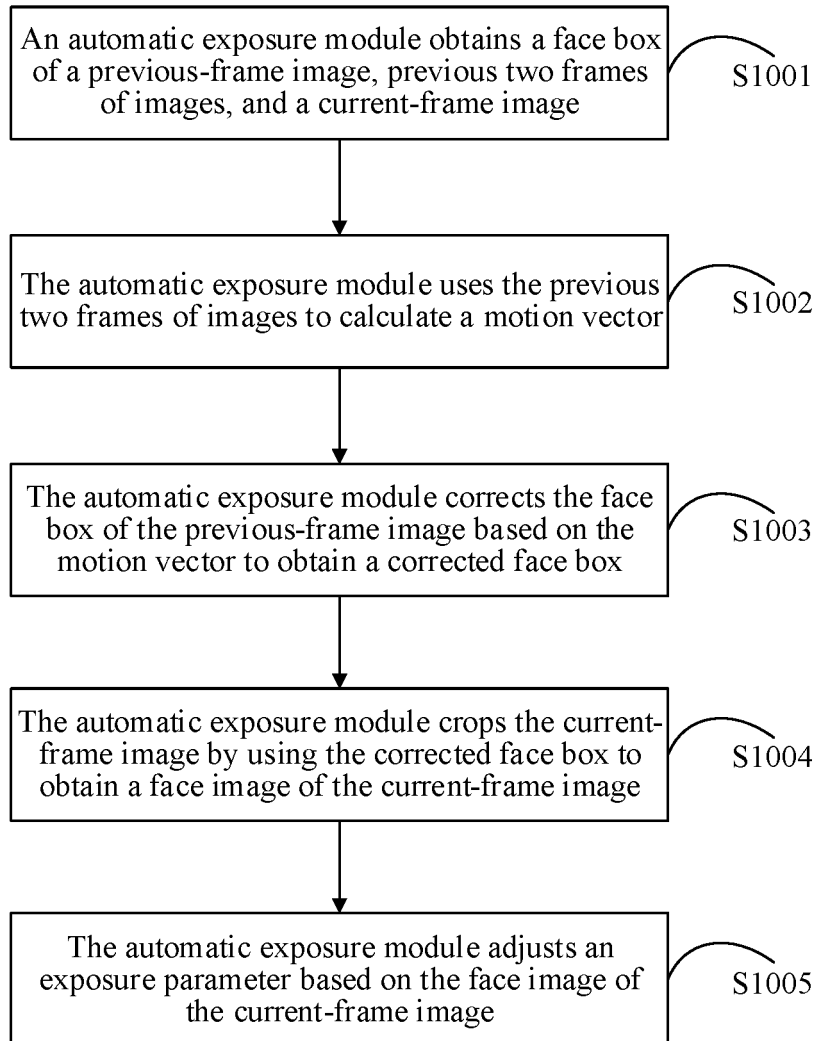 An automatic exposure module obtains a face box
of a previous-frame image, previous two frames
of images, and a current-frame image
S1001
The automatic exposure module uses the previous
two frames of images to calculate a motion vector
S1002
The automatic exposure module corrects the face
box of the previous-frame image based on the
motion vector to obtain a corrected face box
S1003
The automatic exposure module crops the current-
frame image by using the corrected face box to
obtain a face image of the current-frame image
S1004
The automatic exposure module adjusts an
exposure parameter based on the face image of
the current-frame image
S1005